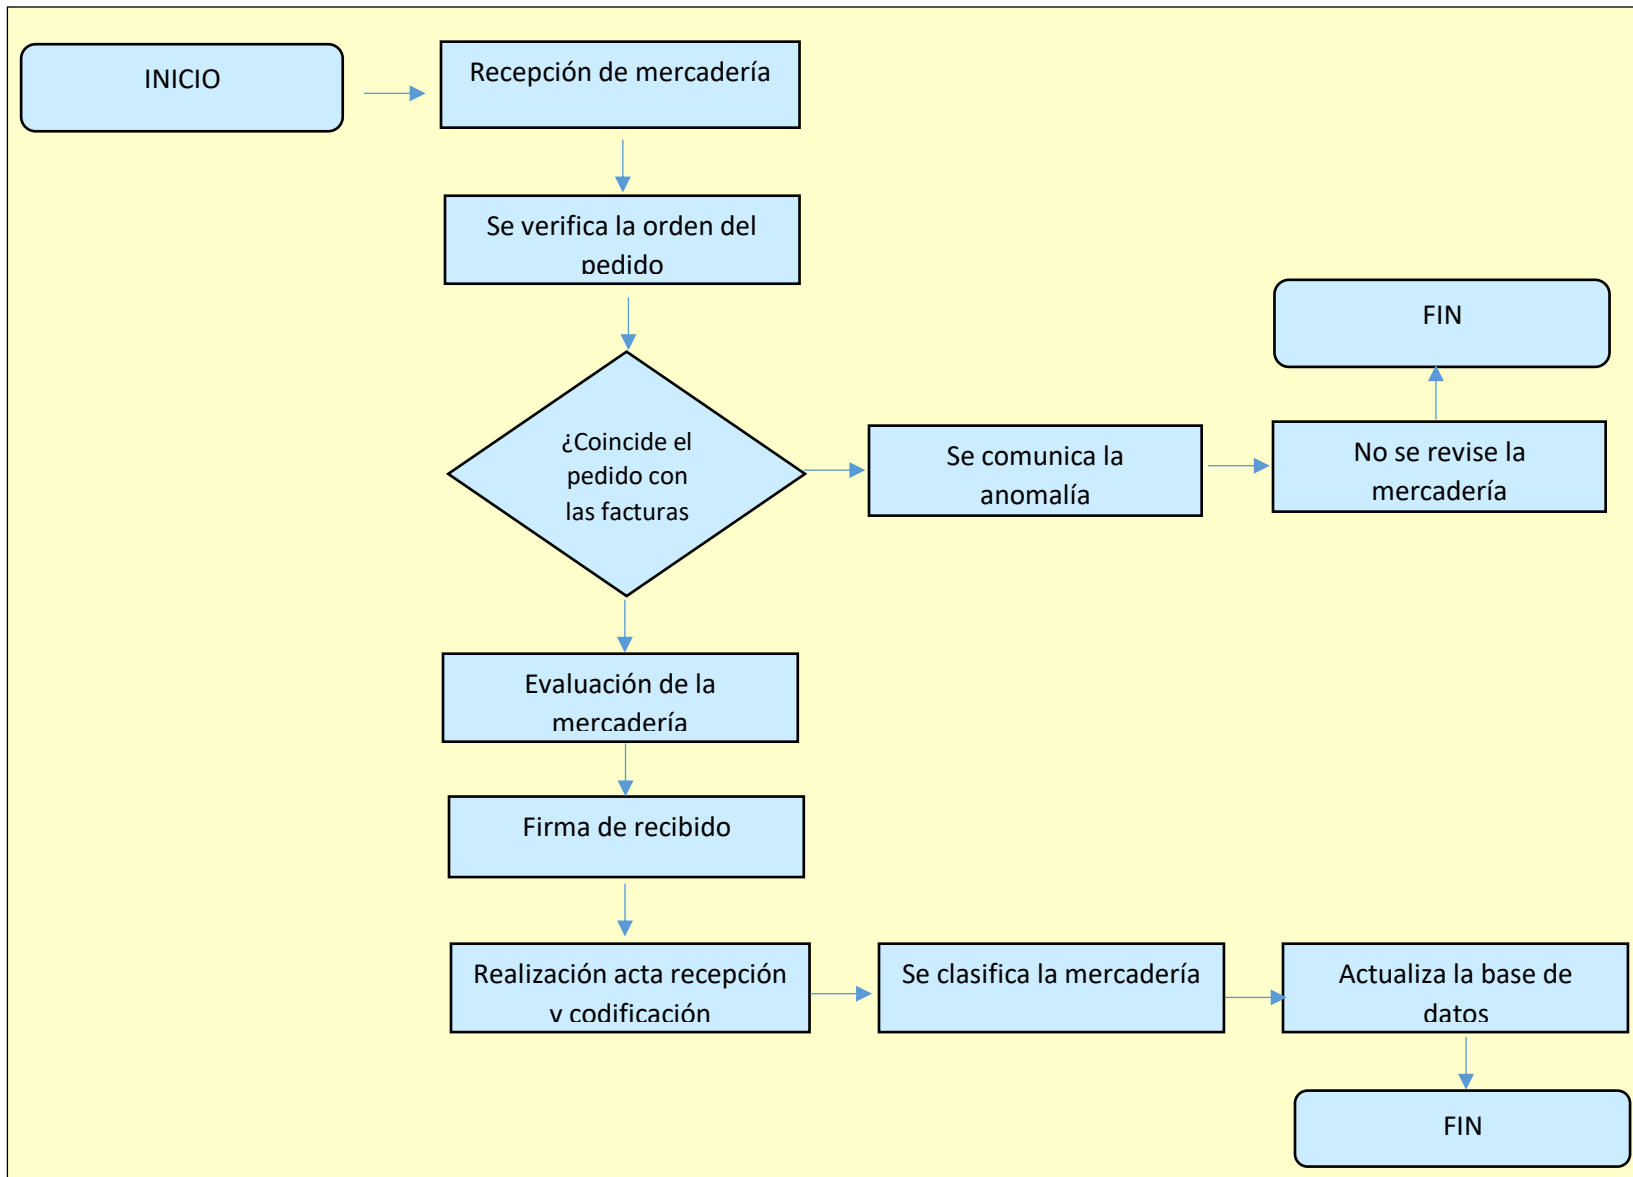 INICIO
Recepción de mercadería
Se verifica la orden del
pedido
FIN
¿Coincide el
pedido con
las facturas
Se comunica la
anomalía
No se revise la
mercadería
Evaluación de la
mercadería
Firma de recibido
Realización acta recepción
y codificación
Se clasifica la mercadería
Actualiza la base de
datos
FIN